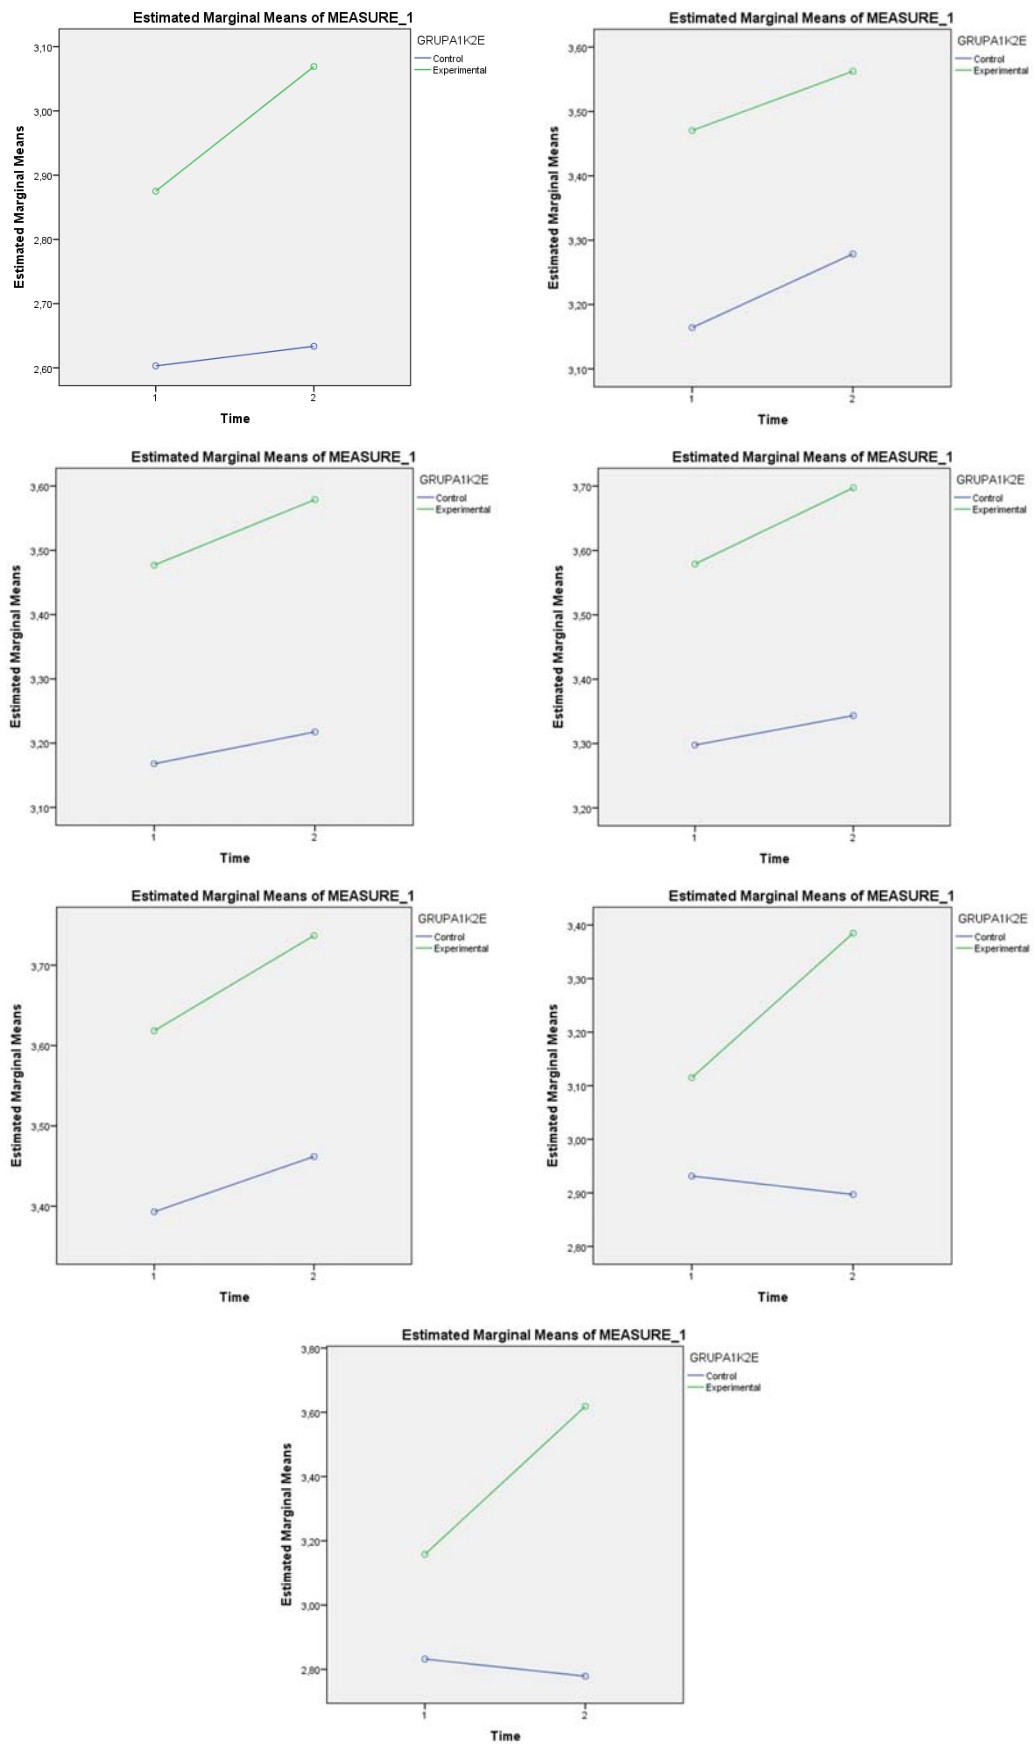 Estimated Marginal Means of MEASURE_1
GRUPA1K2E
Control
Experimental
Estimated Marginal Means
3,10
3,00
2,90
2,80
2,70
2,60
1
2
Time
Estimated Marginal Means of MEASURE_1
GRUPA1K2E
Control
Experimental
Estimated Marginal Means
3,60
3,50
3,40
3,30
3,20
3,10
1
2
Time
Estimated Marginal Means of MEASURE_1
GRUPA1K2E
Control
Experimental
Estimated Marginal Means
3,60
3,50
3,40
3,30
3,20
3,10
1
2
Time
Estimated Marginal Means of MEASURE_1
GRUPA1K2E
Control
Experimental
Estimated Marginal Means
3,70
3,60
3,50
3,40
3,30
3,20
1
2
Time
Estimated Marginal Means of MEASURE_1
GRUPA1K2E
Control
Experimental
Estimated Marginal Means
3,70
3,60
3,50
3,40
1
2
Time
Estimated Marginal Means of MEASURE_1
GRUPA1K2E
Control
Experimental
Estimated Marginal Means
3,40
3,30
3,20
3,10
3,00
2,90
2,80
1
2
Time
Estimated Marginal Means of MEASURE_1
GRUPA1K2E
Control
Experimental
Estimated Marginal Means
3,80
3,60
3,40
3,20
3,00
2,80
1
2
Time